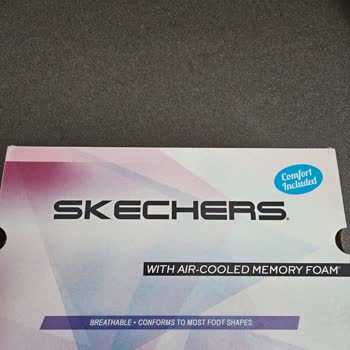 Comfort
Included
SKECHERS®
WITH AIR-COOLED MEMORY FOAM®
BREATHABLE • CONFORMS TO MOST FOOT SHAPES